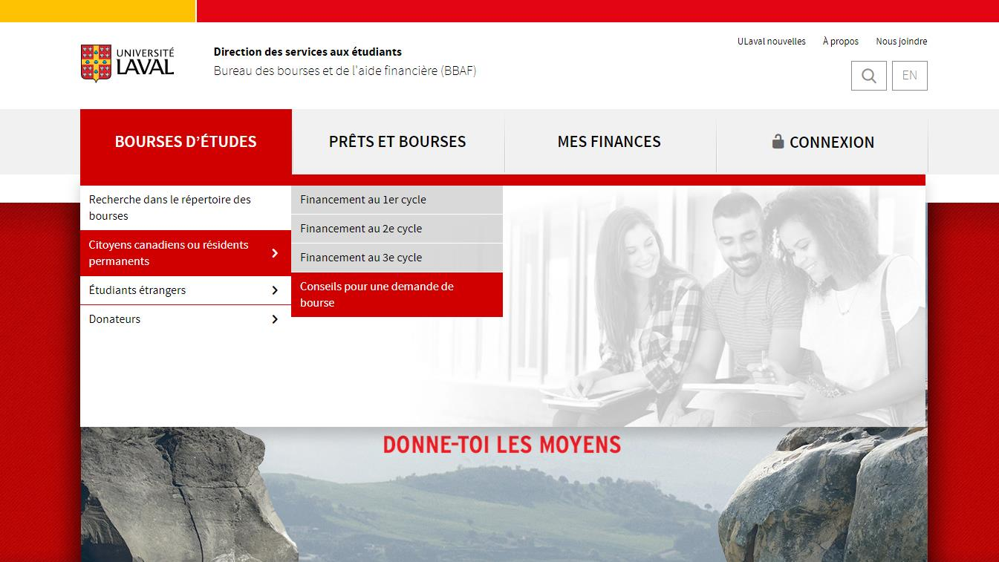 UNIVERSITÉ
LAVAL
Direction des services aux étudiants
Bureau des bourses et de l'aide financière (BBAF)
ULaval nouvelles
À propos
Nous joindre
EN
BOURSES D’ÉTUDES
PRÊTS ET BOURSES
MES FINANCES
CONNEXION
Recherche dans le répertoire des
bourses
Citoyens canadiens ou résidents
permanents
Étudiants étrangers
Donateurs
Financement au 1er cycle
Financement au 2e cycle
Financement au 3e cycle
Conseils pour une demande de
bourse
DONNE-TOI LES MOYENS